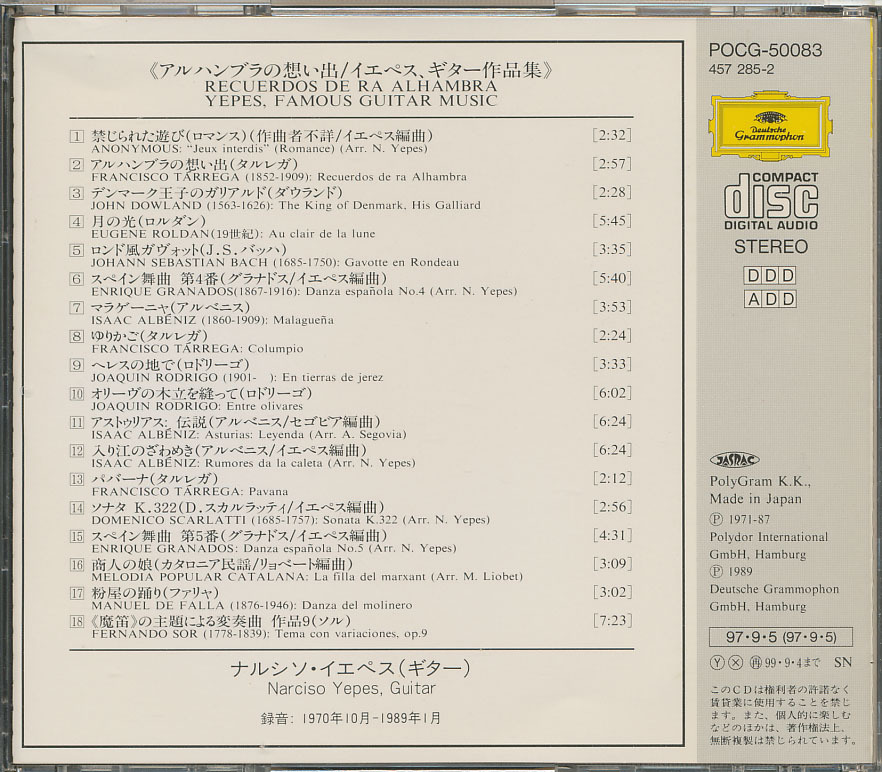 《アルハンブラの想い出/イエペス、ギター作品集》
RECUERDOS DE RA ALHAMBRA
YEPES, FAMOUS GUITAR MUSIC
1 禁じられた遊び(ロマンス)(作曲者不詳/イエペス編曲) [2:32]
ANONYMOUS: "Jeux interdis" (Romance) (Arr. N. Yepes)
2 アルハンブラの想い出(タルレガ) [2:57]
FRANCISCO TÁRREGA (1852-1909): Recuerdos de ra Alhambra
3 デンマーク王子のガリアルド(ダウランド) [2:28]
JOHN DOWLAND (1563-1626): The King of Denmark, His Galliard
4 月の光(ロルダン) [5:45]
EUGENE ROLDAN(19世紀): Au clair de la lune
5 ロンド風ガヴォット(J.S.バッハ) [3:35]
JOHANN SEBASTIAN BACH (1685-1750): Gavotte en Rondeau
6 スペイン舞曲 第4番(グラナドス/イエペス編曲) [5:40]
ENRIQUE GRANADOS(1867-1916): Danza española No.4 (Arr. N. Yepes)
7 マラゲーニャ(アルベニス) [3:53]
ISAAC ALBÉNIZ (1860-1909): Malagueña
8 ゆりかご(タルレガ) [2:24]
FRANCISCO TÁRREGA: Columpio
9 ヘレスの地で(ロドリーゴ) [3:33]
JOAQUIN RODRIGO (1901- ): En tierras de jerez
10 オリーヴの木立を縫って(ロドリーゴ) [6:02]
JOAQUIN RODRIGO: Entre olivares
11 アストゥリアス: 伝説(アルベニス/セゴビア編曲) [6:24]
ISAAC ALBÉNIZ: Asturias: Leyenda (Arr. A. Segovia)
12 入り江のざわめき(アルベニス/イエペス編曲) [6:24]
ISAAC ALBÉNIZ: Rumores da la caleta (Arr. N. Yepes)
13 パバーナ(タルレガ) [2:12]
FRANCISCO TÁRREGA: Pavana
14 ソナタ K.322(D.スカルラッティ/イエペス編曲) [2:56]
DOMENICO SCARLATTI (1685-1757): Sonata K.322 (Arr. N. Yepes)
15 スペイン舞曲 第5番(グラナドス/イエペス編曲) [4:31]
ENRIQUE GRANADOS: Danza española No.5 (Arr. N. Yepes)
16 商人の娘(カタロニア民謡/リョベート編曲) [3:09]
MELODIA POPULAR CATALANA: La filla del marxant (Arr. M. Liobet)
17 粉屋の踊り(ファリャ) [3:02]
MANUEL DE FALLA (1876-1946): Danza del molinero
18 《魔笛》の主題による変奏曲 作品9(ソル) [7:23]
FERNANDO SOR (1778-1839): Tema con variaciones, op.9
ナルシソ・イエペス(ギター)
Narciso Yepes, Guitar
録音: 1970年10月-1989年1月
POCG-50083
457 285-2
Deutsche
Grammophon
COMPACT
disc
DIGITAL AUDIO
STEREO
DDD
ADD
JASRAC
PolyGram K.K.,
Made in Japan
Ⓟ 1971-87
Polydor International
GmbH, Hamburg
Ⓟ 1989
Deutsche Grammophon
GmbH, Hamburg
97・9・5 (97・9・5)
Ⓨ ⓧ 再 99・9・4まで SN
このCDは権利者の許諾なく
賃貸業に使用することを禁じ
ます。また、個人的に楽しむ
などのほかは、著作権法上、
無断複製は禁じられています。